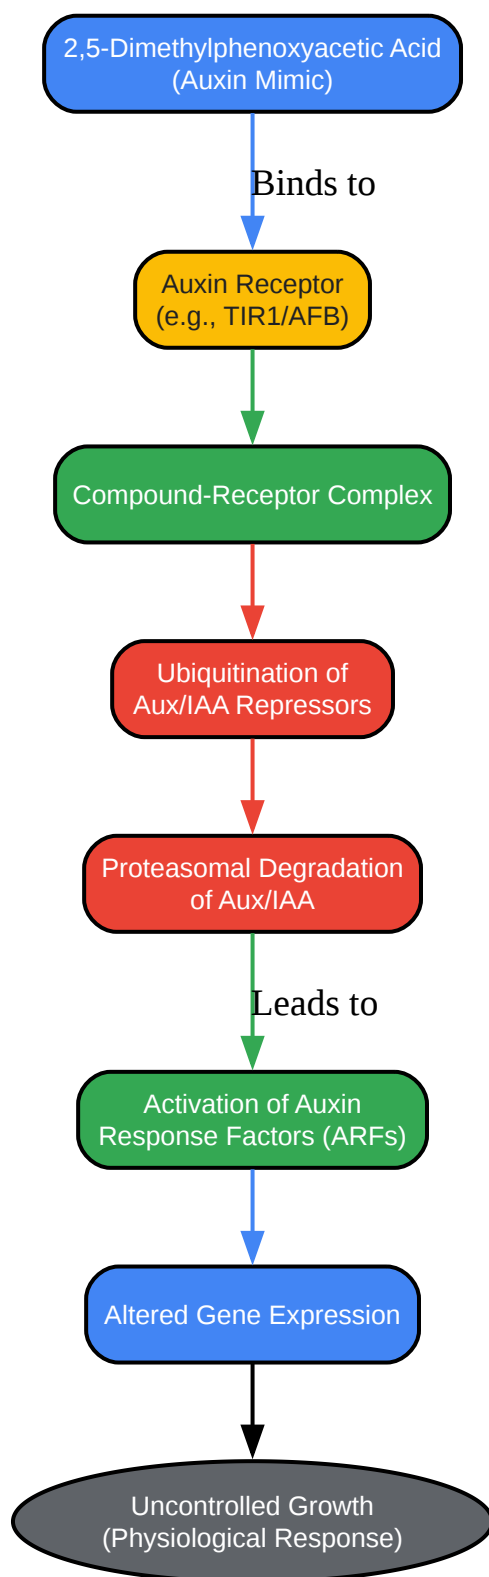 2,5-Dimethylphenoxyacetic Acid
(Auxin Mimic)
Binds to
Auxin Receptor
(e.g., TIR1/AFB)
Compound-Receptor Complex
Ubiquitination of
Aux/IAA Repressors
Proteasomal Degradation
of Aux/IAA
Leads to
Activation of Auxin
Response Factors (ARFs)
Altered Gene Expression
Uncontrolled Growth
(Physiological Response)